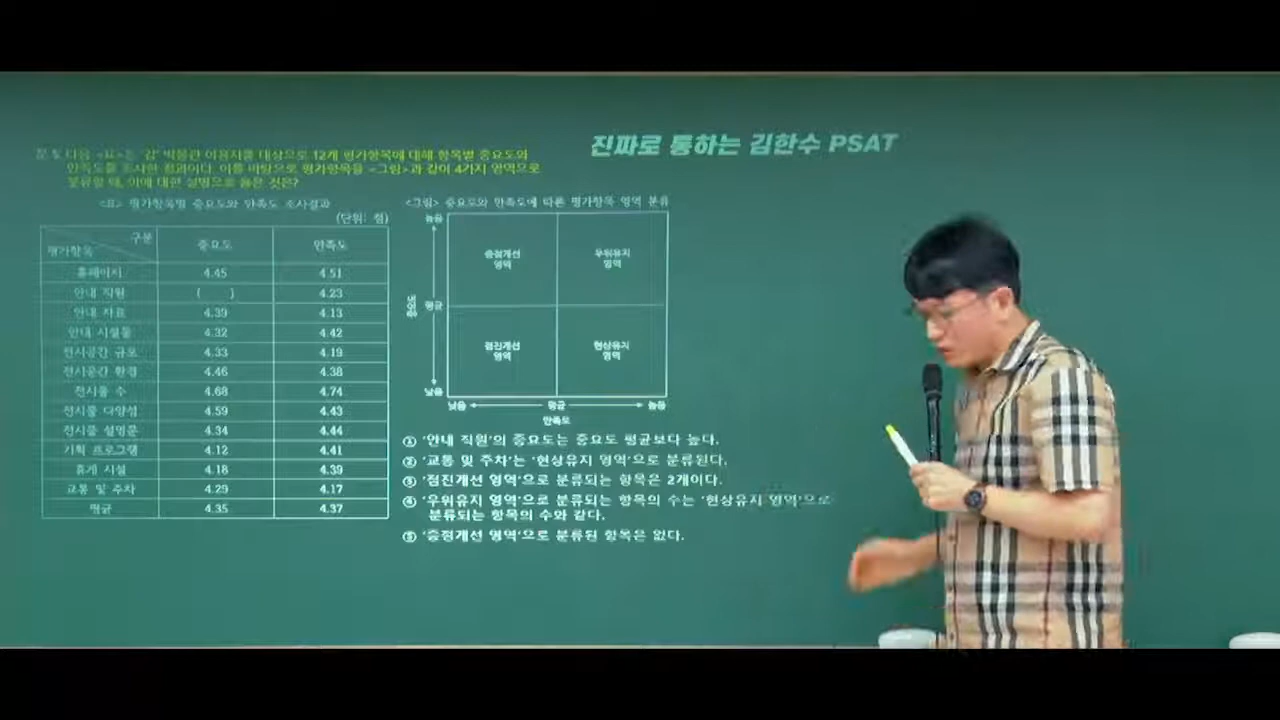 진짜로 통하는 김한수 PSAT
문 5. 다음 <표>는 '갑' 박물관 이용자를 대상으로 12개 평가항목에 대해 항목별 중요도와
만족도를 조사한 결과이다. 이를 바탕으로 평가항목을 <그림>과 같이 4가지 영역으로
분류할 때, 이에 대한 설명으로 옳은 것은?
<표> 평가항목별 중요도와 만족도 조사결과
(단위: 점)
구분
평가항목 중요도 만족도
홈페이지 4.45 4.51
안내 직원 ( ) 4.23
안내 자료 4.39 4.13
안내 시설물 4.32 4.42
전시공간 규모 4.33 4.19
전시공간 환경 4.46 4.38
전시물 수 4.68 4.74
전시물 다양성 4.59 4.43
전시물 설명문 4.34 4.44
기획 프로그램 4.12 4.41
휴게 시설 4.18 4.39
교통 및 주차 4.29 4.17
평균 4.35 4.37
<그림> 중요도와 만족도에 따른 평가항목 영역 분류
높음
중점개선
영역
우위유지
영역
중요도
평균
점진개선
영역
현상유지
영역
낮음
낮음 평균 높음
만족도
① '안내 직원'의 중요도는 중요도 평균보다 높다.
② '교통 및 주차'는 '현상유지 영역'으로 분류된다.
③ '점진개선 영역'으로 분류되는 항목은 2개이다.
④ '우위유지 영역'으로 분류되는 항목의 수는 '현상유지 영역'으로
분류되는 항목의 수와 같다.
⑤ '중점개선 영역'으로 분류된 항목은 없다.